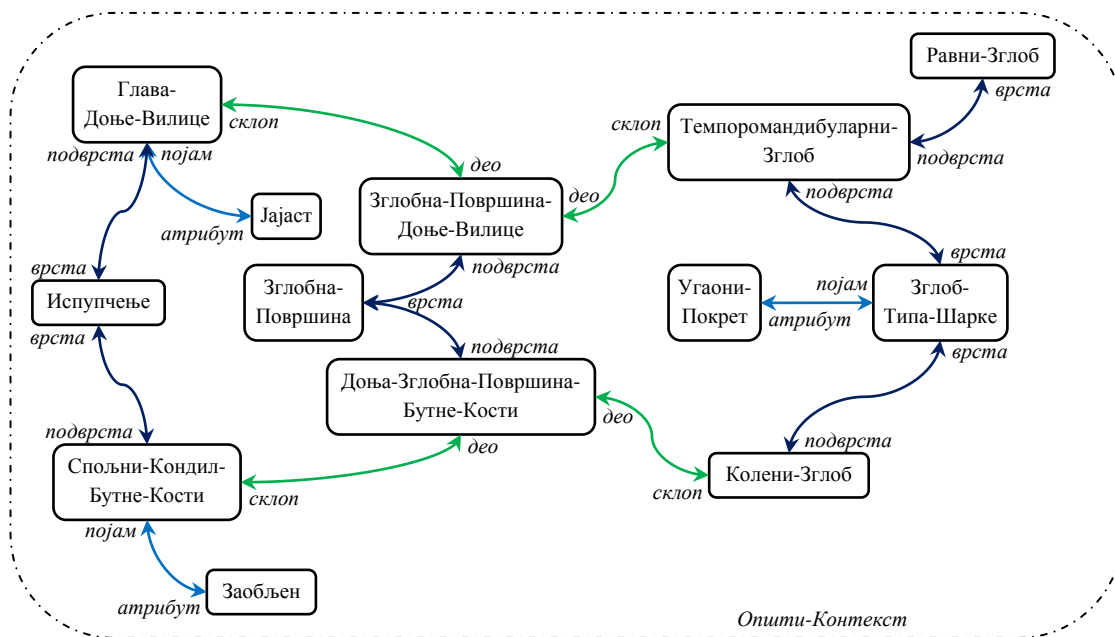 Равни-Зглоб
врста
Глава-
Доње-Вилице
склоп
подврста
појам
склоп
Темпоромандибуларни-
Зглоб
подврста
подврста
део
део
Зглобна-Површина-
Доње-Вилице
подврста
Јајаст
атрибут
врста
Испупчење
врста
Зглобна-
Површина
врста
Угаони-
Покрет
појам
атрибут
врста
Зглоб-
Типа-Шарке
врста
подврста
Доња-Зглобна-Површина-
Бутне-Кости
део
део
подврста
Спољни-Кондил-
Бутне-Кости
склоп
појам
подврста
Колени-Зглоб
склоп
Заобљен
атрибут
Општи-Контекст